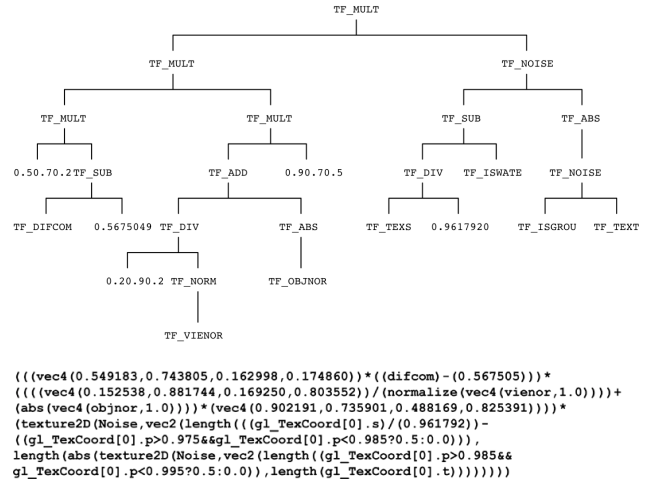 TF_MULT
TF_MULT TF_NOISE
TF_MULT TF_MULT TF_SUB TF_ABS
0.50.70.2TF_SUB TF_ADD 0.90.70.5 TF_DIV TF_ISWATE TF_NOISE
TF_DIFCOM 0.5675049 TF_DIV TF_ABS TF_TEXS 0.9617920 TF_ISGROU TF_TEXT
0.20.90.2 TF_NORM TF_OBJNOR
TF_VIENOR
(((vec4(0.549183,0.743805,0.162998,0.174860))*((difcom)-(0.567505)))*
((((vec4(0.152538,0.881744,0.169250,0.803552))/(normalize(vec4(vienor,1.0))))+
(abs(vec4(objnor,1.0))))*(vec4(0.902191,0.735901,0.488169,0.825391))))*
(texture2D(Noise,vec2(length(((gl_TexCoord[0].s)/(0.961792))-
((gl_TexCoord[0].p>0.975&&gl_TexCoord[0].p<0.985?0.5:0.0))),
length(abs(texture2D(Noise,vec2(length((gl_TexCoord[0].p>0.985&&
gl_TexCoord[0].p<0.995?0.5:0.0)),length(gl_TexCoord[0].t))))))))